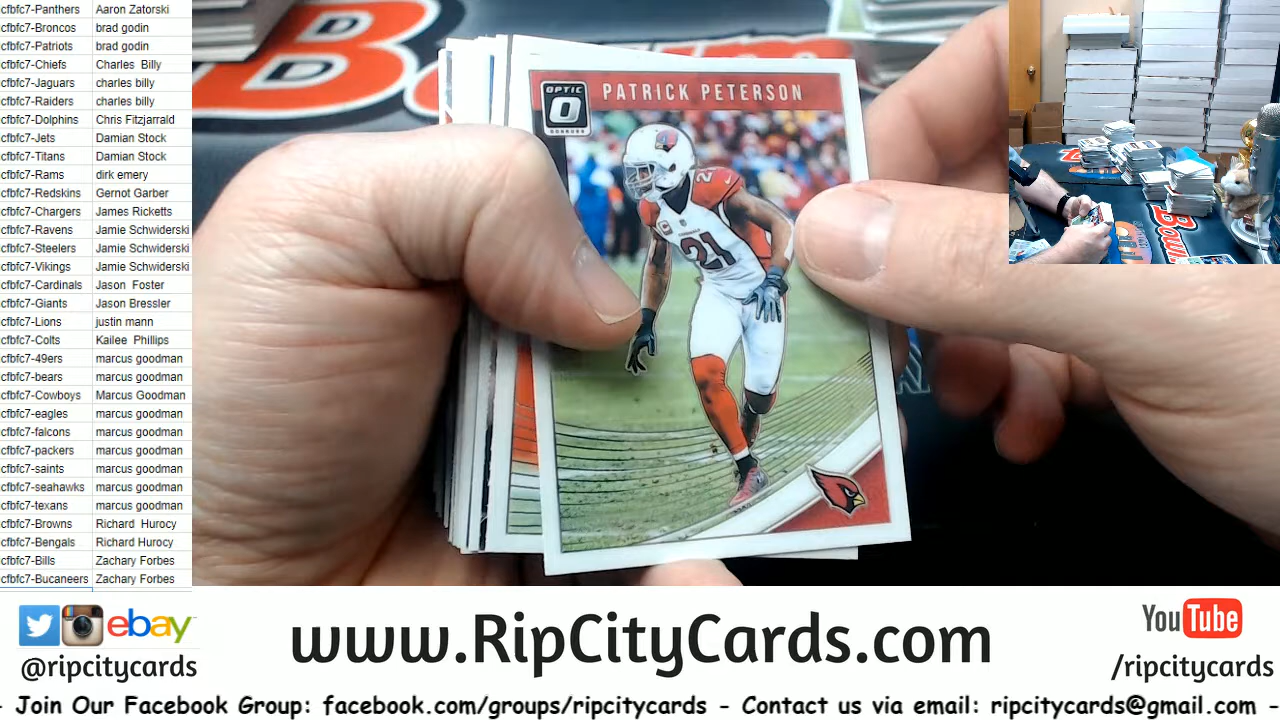 cfbfc7-Panthers Aaron Zatorski
cfbfc7-Broncos brad godin
cfbfc7-Patriots brad godin
cfbfc7-Chiefs Charles Billy
cfbfc7-Jaguars charles billy
cfbfc7-Raiders charles billy
cfbfc7-Dolphins Chris Fitzjarrald
cfbfc7-Jets Damian Stock
cfbfc7-Titans Damian Stock
cfbfc7-Rams dirk emery
cfbfc7-Redskins Gernot Garber
cfbfc7-Chargers James Ricketts
cfbfc7-Ravens Jamie Schwiderski
cfbfc7-Steelers Jamie Schwiderski
cfbfc7-Vikings Jamie Schwiderski
cfbfc7-Cardinals Jason Foster
cfbfc7-Giants Jason Bressler
cfbfc7-Lions justin mann
cfbfc7-Colts Kailee Phillips
cfbfc7-49ers marcus goodman
cfbfc7-bears marcus goodman
cfbfc7-Cowboys Marcus Goodman
cfbfc7-eagles marcus goodman
cfbfc7-falcons marcus goodman
cfbfc7-packers marcus goodman
cfbfc7-saints marcus goodman
cfbfc7-seahawks marcus goodman
cfbfc7-texans marcus goodman
cfbfc7-Browns Richard Hurocy
cfbfc7-Bengals Richard Hurocy
cfbfc7-Bills Zachary Forbes
cfbfc7-Bucaneers Zachary Forbes
OPTIC
DONRUSS
PATRICK PETERSON
21
ebay
@ripcitycards
www.RipCityCards.com
YouTube
/ripcitycards
- Join Our Facebook Group: facebook.com/groups/ripcitycards - Contact us via email: ripcitycards@gmail.com -